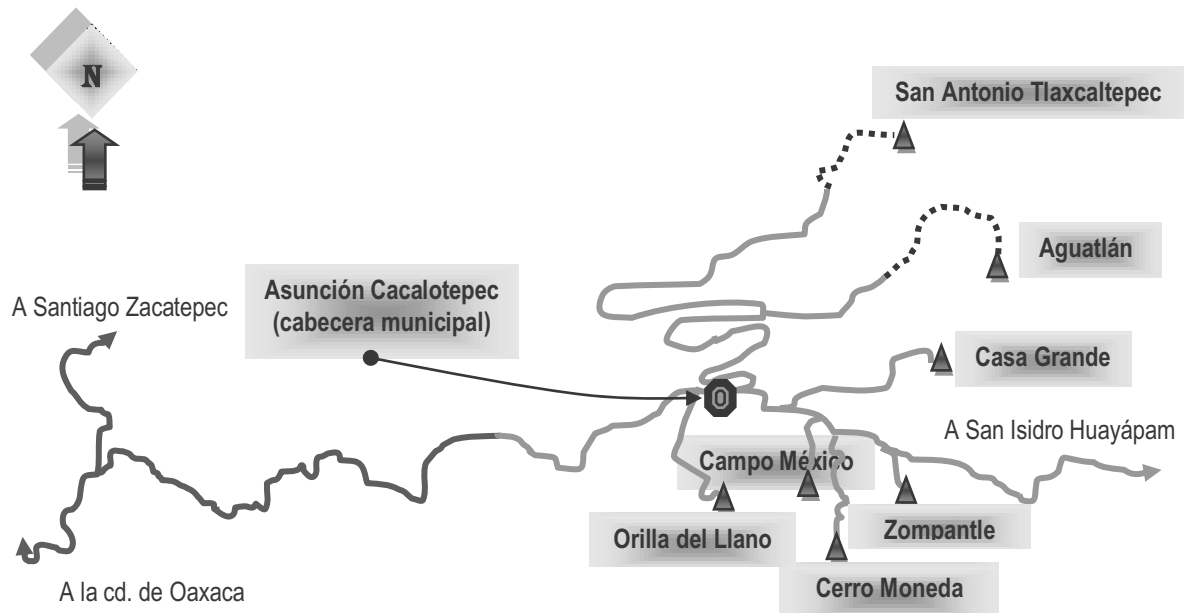 N
San Antonio Tlaxcaltepec
Aguatlán
Asunción Cacalotepec
(cabecera municipal)
A Santiago Zacatepec
Casa Grande
A San Isidro Huayápam
Campo México
Orilla del Llano
Zompantle
Cerro Moneda
A la cd. de Oaxaca